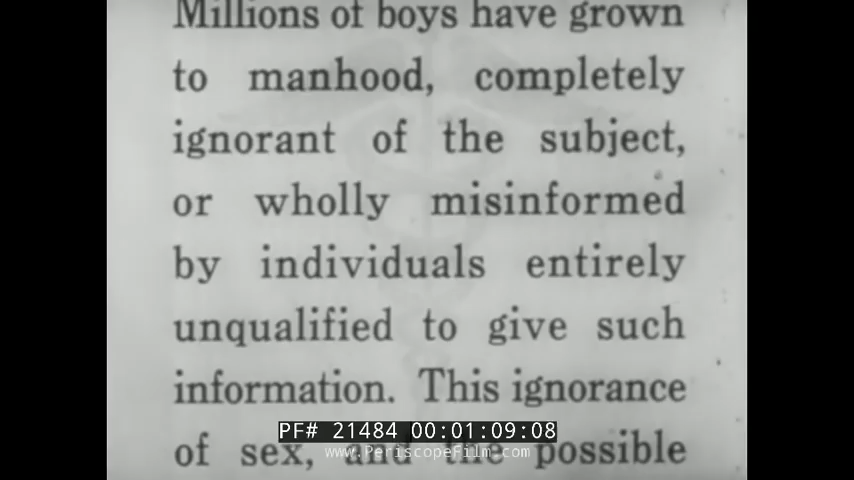 Millions of boys have grown
to manhood, completely
ignorant of the subject,
or wholly misinformed
by individuals entirely
unqualified to give such
information. This ignorance
PF# 21484 00:01:09:08
of sex, and the possible
www.PeriscopeFilm.com